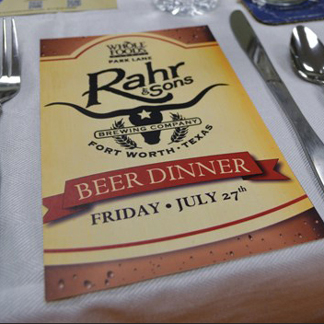 WHOLE
FOODS
PARK LANE
Rahr
& Sons
BREWING COMPANY
FORT WORTH • TEXAS
BEER DINNER
FRIDAY • JULY 27th